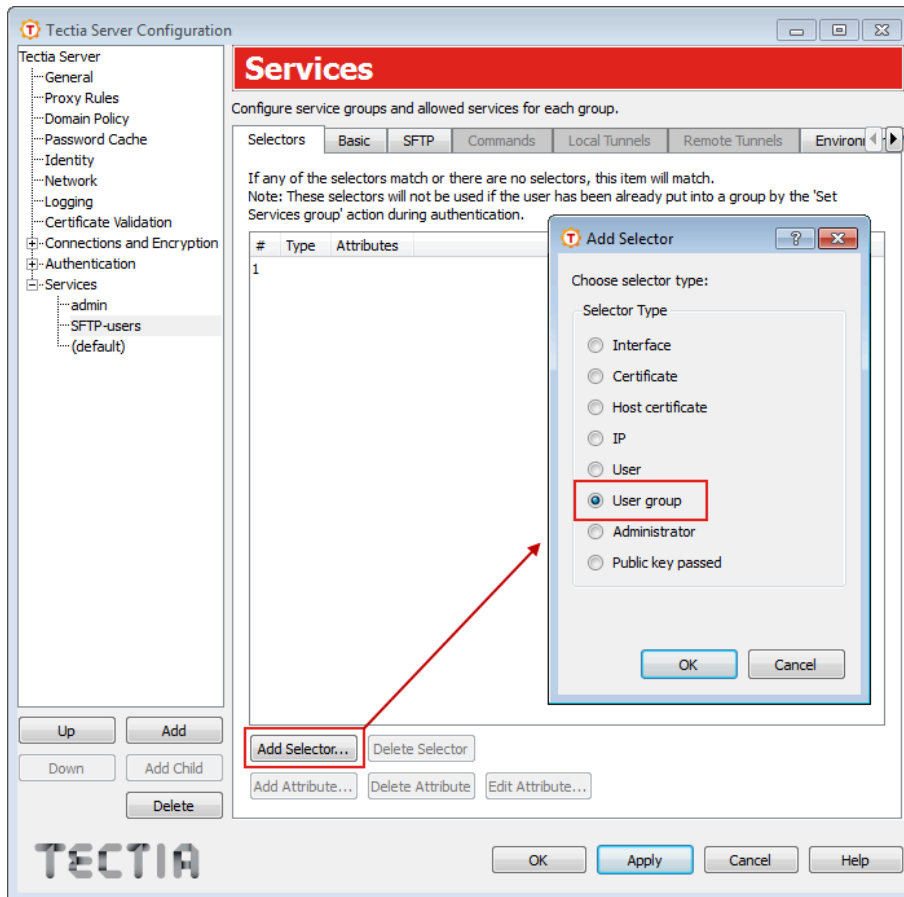 Tectia Server Configuration
Tectia Server
General
Proxy Rules
Domain Policy
Password Cache
Identity
Network
Logging
Certificate Validation
Connections and Encryption
Authentication
Services
admin
SFTP-users
(default)
Up
Add
Down
Add Child
Delete
TECTIA
Services
Configure service groups and allowed services for each group.
Selectors Basic SFTP Commands Local Tunnels Remote Tunnels
If any of the selectors match or there are no selectors, this item will match.
Note: These selectors will not be used if the user has been already put into a group by the 'Set
Services group' action during authentication.
# Type Attributes
1
Add Selector... Delete Selector
Add Attribute... Delete Attribute Edit Attribute...
Add Selector
Choose selector type:
Selector Type
Interface
Certificate
Host certificate
IP
User
User group
Administrator
Public key passed
OK Cancel
OK Apply Cancel Help